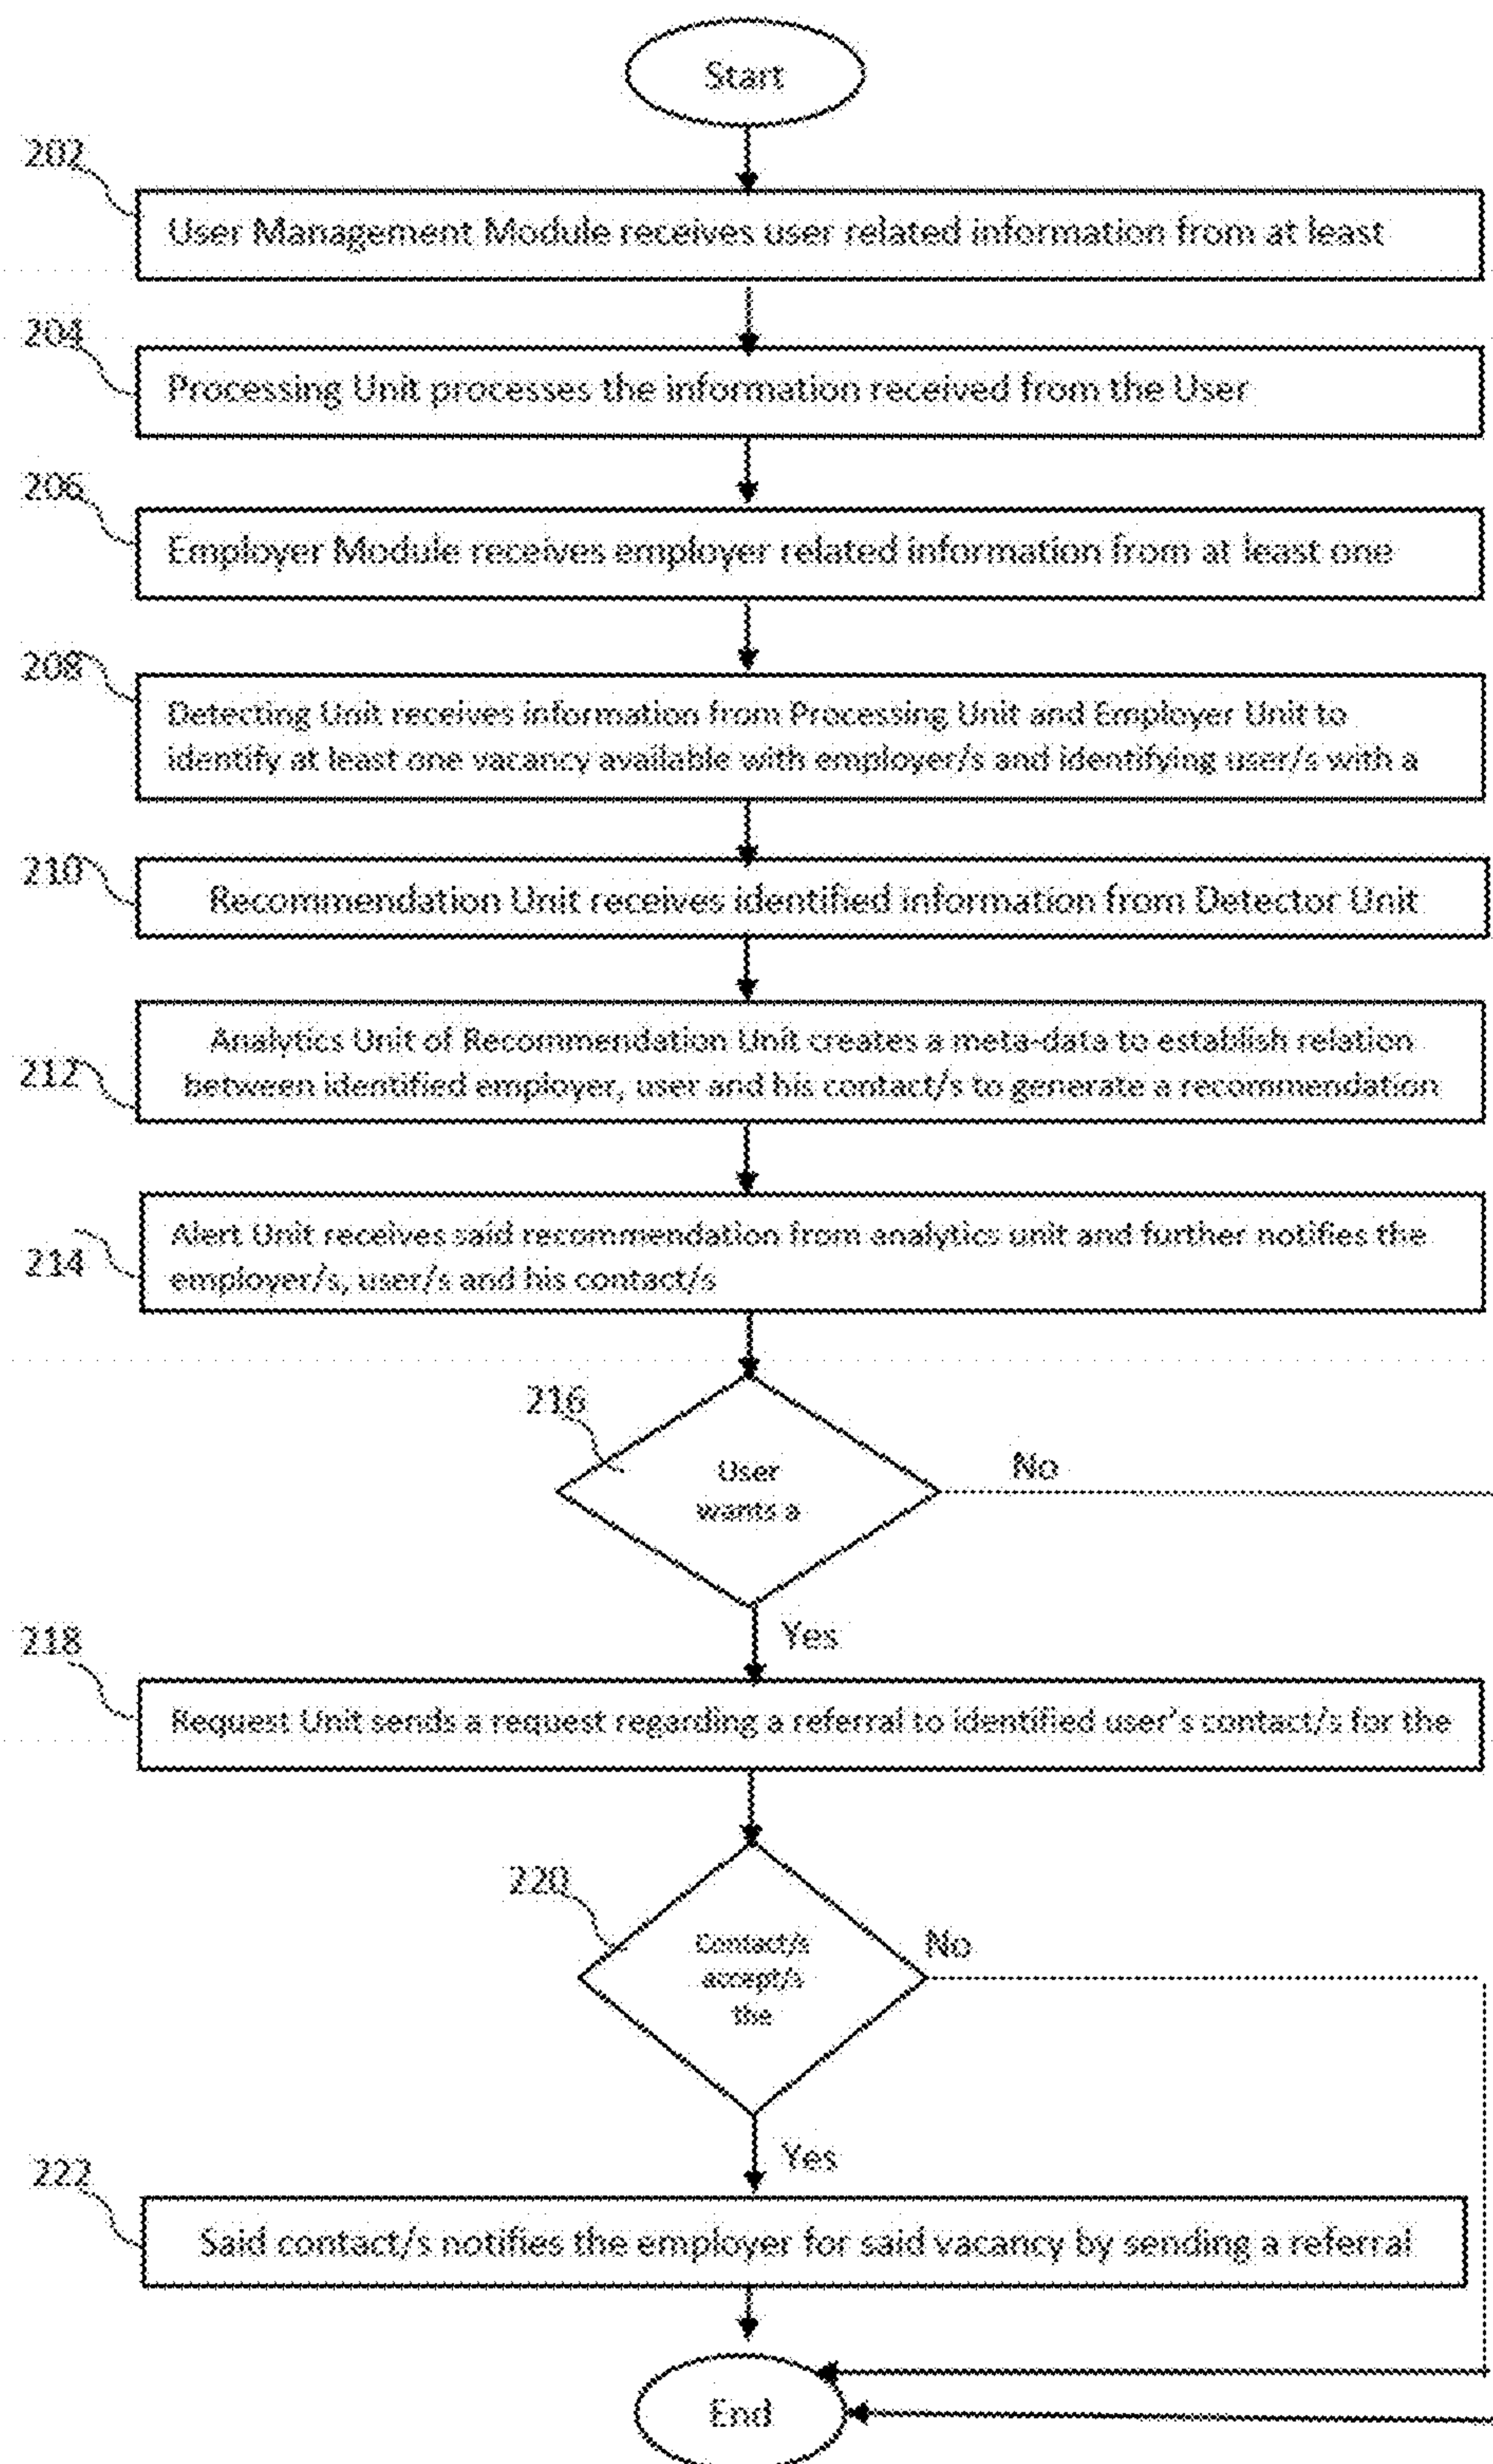 Start
202
User Management Module receives user related information from at least
204
Processing Unit processes the information received from the User
206
Employer Module receives employer related information from at least one
208
Detecting Unit receives information from Processing Unit and Employer Unit to
identify at least one vacancy available with employer/s and identifying user/s with a
210
Recommendation Unit receives identified information from Detector Unit
212
Analytics Unit of Recommendation Unit creates a meta-data to establish relation
between identified employer, user and his contact/s to generate a recommendation
214
Alert Unit receives said recommendation from analytics unit and further notifies the
employer/s, user/s and his contact/s
216
User
wants a
No
Yes
218
Request Unit sends a request regarding a referral to identified user's contact/s for the
220
Contact/s
accept/s
the
No
Yes
222
Said contact/s notifies the employer for said vacancy by sending a referral
End